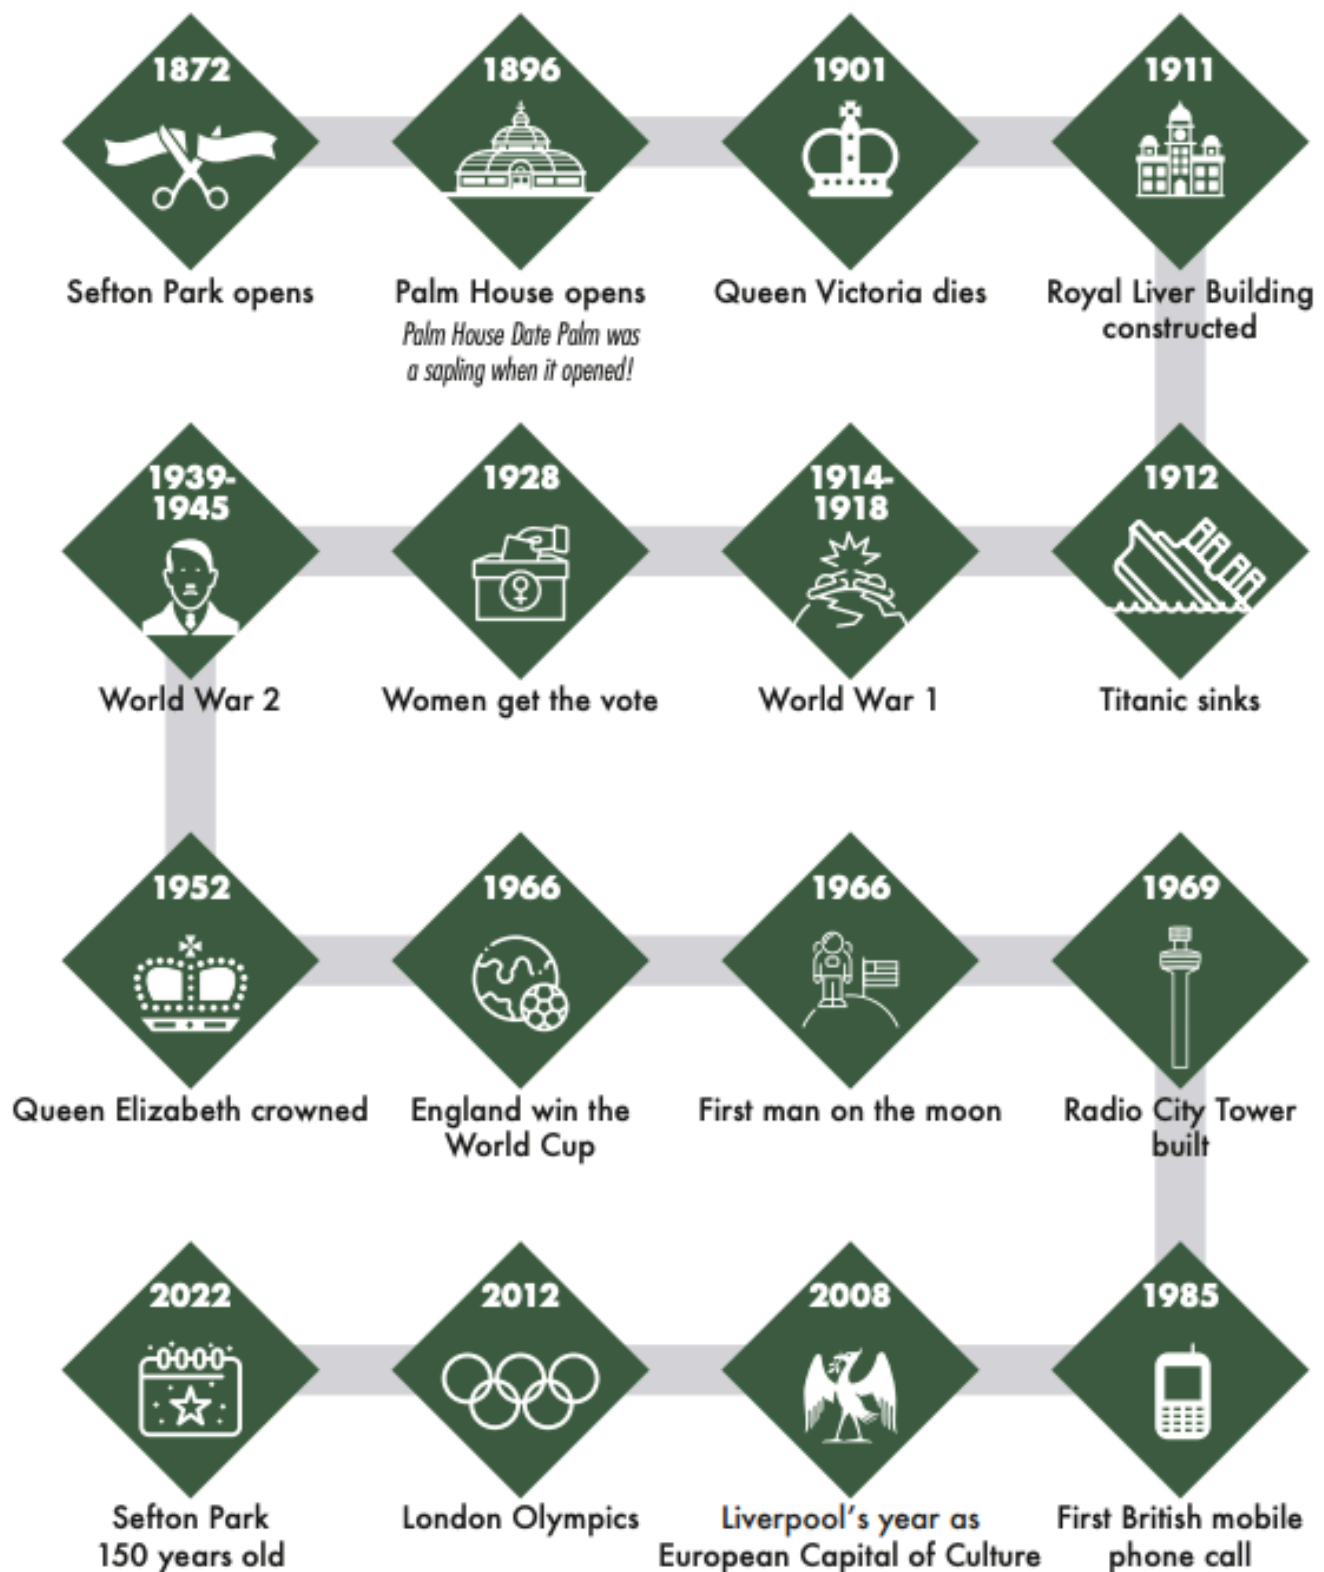 1872
Sefton Park opens
1896
Palm House opens
Palm House Date Palm was
a sapling when it opened!
1901
Queen Victoria dies
1911
Royal Liver Building
constructed
1912
Titanic sinks
1914-
1918
World War 1
1928
Women get the vote
1939-
1945
World War 2
1952
Queen Elizabeth crowned
1966
England win the
World Cup
1966
First man on the moon
1969
Radio City Tower
built
1985
First British mobile
phone call
2008
Liverpool's year as
European Capital of Culture
2012
London Olympics
2022
Sefton Park
150 years old